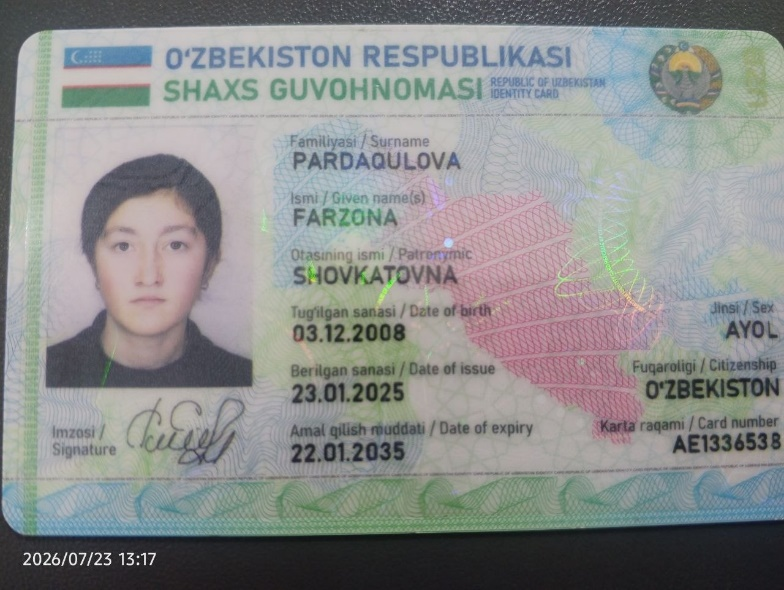 O'ZBEKISTON RESPUBLIKASI
SHAXS GUVOHNOMASI REPUBLIC OF UZBEKISTAN IDENTITY CARD
Familiyasi / Surname
PARDAQULOVA
Ismi / Given name(s)
FARZONA
Otasining ismi / Patronymic
SHOVKATOVNA
Tug'ilgan sanasi / Date of birth
03.12.2008
Jinsi / Sex
AYOL
Berilgan sanasi / Date of issue
23.01.2025
Fuqaroligi / Citizenship
O'ZBEKISTON
Amal qilish muddati / Date of expiry
22.01.2035
Karta raqami / Card number
AE1336538
Imzosi /
Signature
2026/07/23 13:17